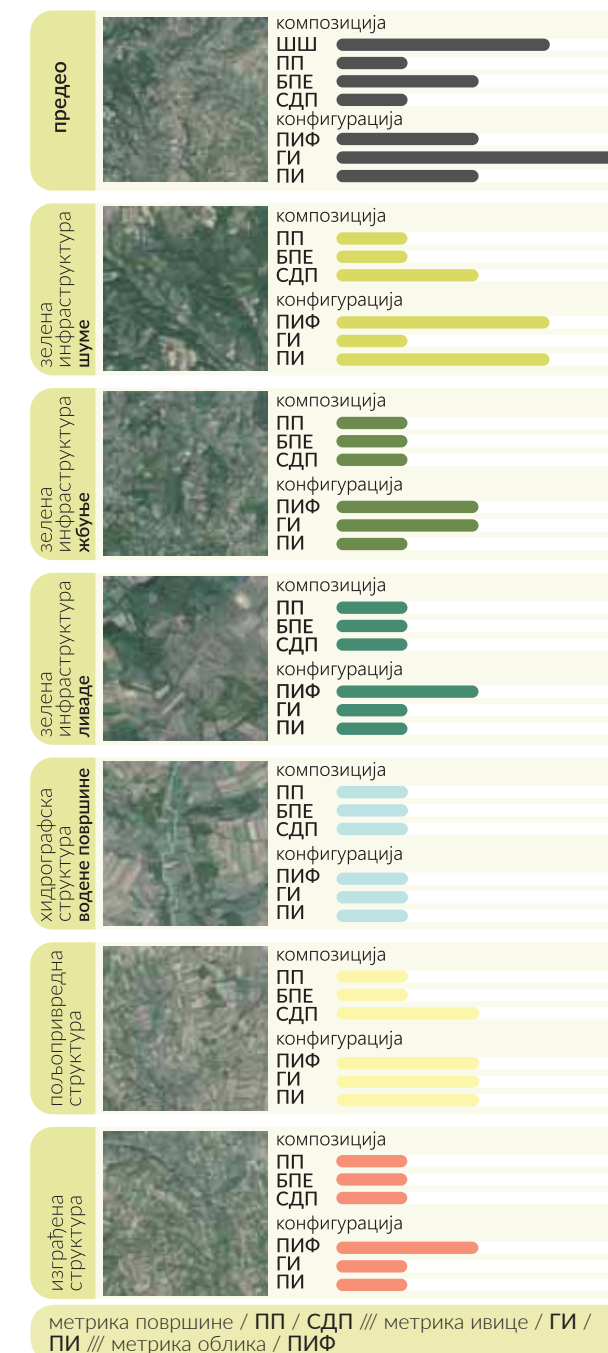 предео
композиција
ШШ
ПП
БПЕ
СДП
конфигурација
ПИФ
ГИ
ПИ
зелена
инфраструктура
шуме
композиција
ПП
БПЕ
СДП
конфигурација
ПИФ
ГИ
ПИ
зелена
инфраструктура
жбуње
композиција
ПП
БПЕ
СДП
конфигурација
ПИФ
ГИ
ПИ
зелена
инфраструктура
ливаде
композиција
ПП
БПЕ
СДП
конфигурација
ПИФ
ГИ
ПИ
хидрографска
структура
водене површине
композиција
ПП
БПЕ
СДП
конфигурација
ПИФ
ГИ
ПИ
пољопривредна
структура
композиција
ПП
БПЕ
СДП
конфигурација
ПИФ
ГИ
ПИ
изграђена
структура
композиција
ПП
БПЕ
СДП
конфигурација
ПИФ
ГИ
ПИ
метрика површине / ПП / СДП /// метрика ивице / ГИ /
ПИ /// метрика облика / ПИФ